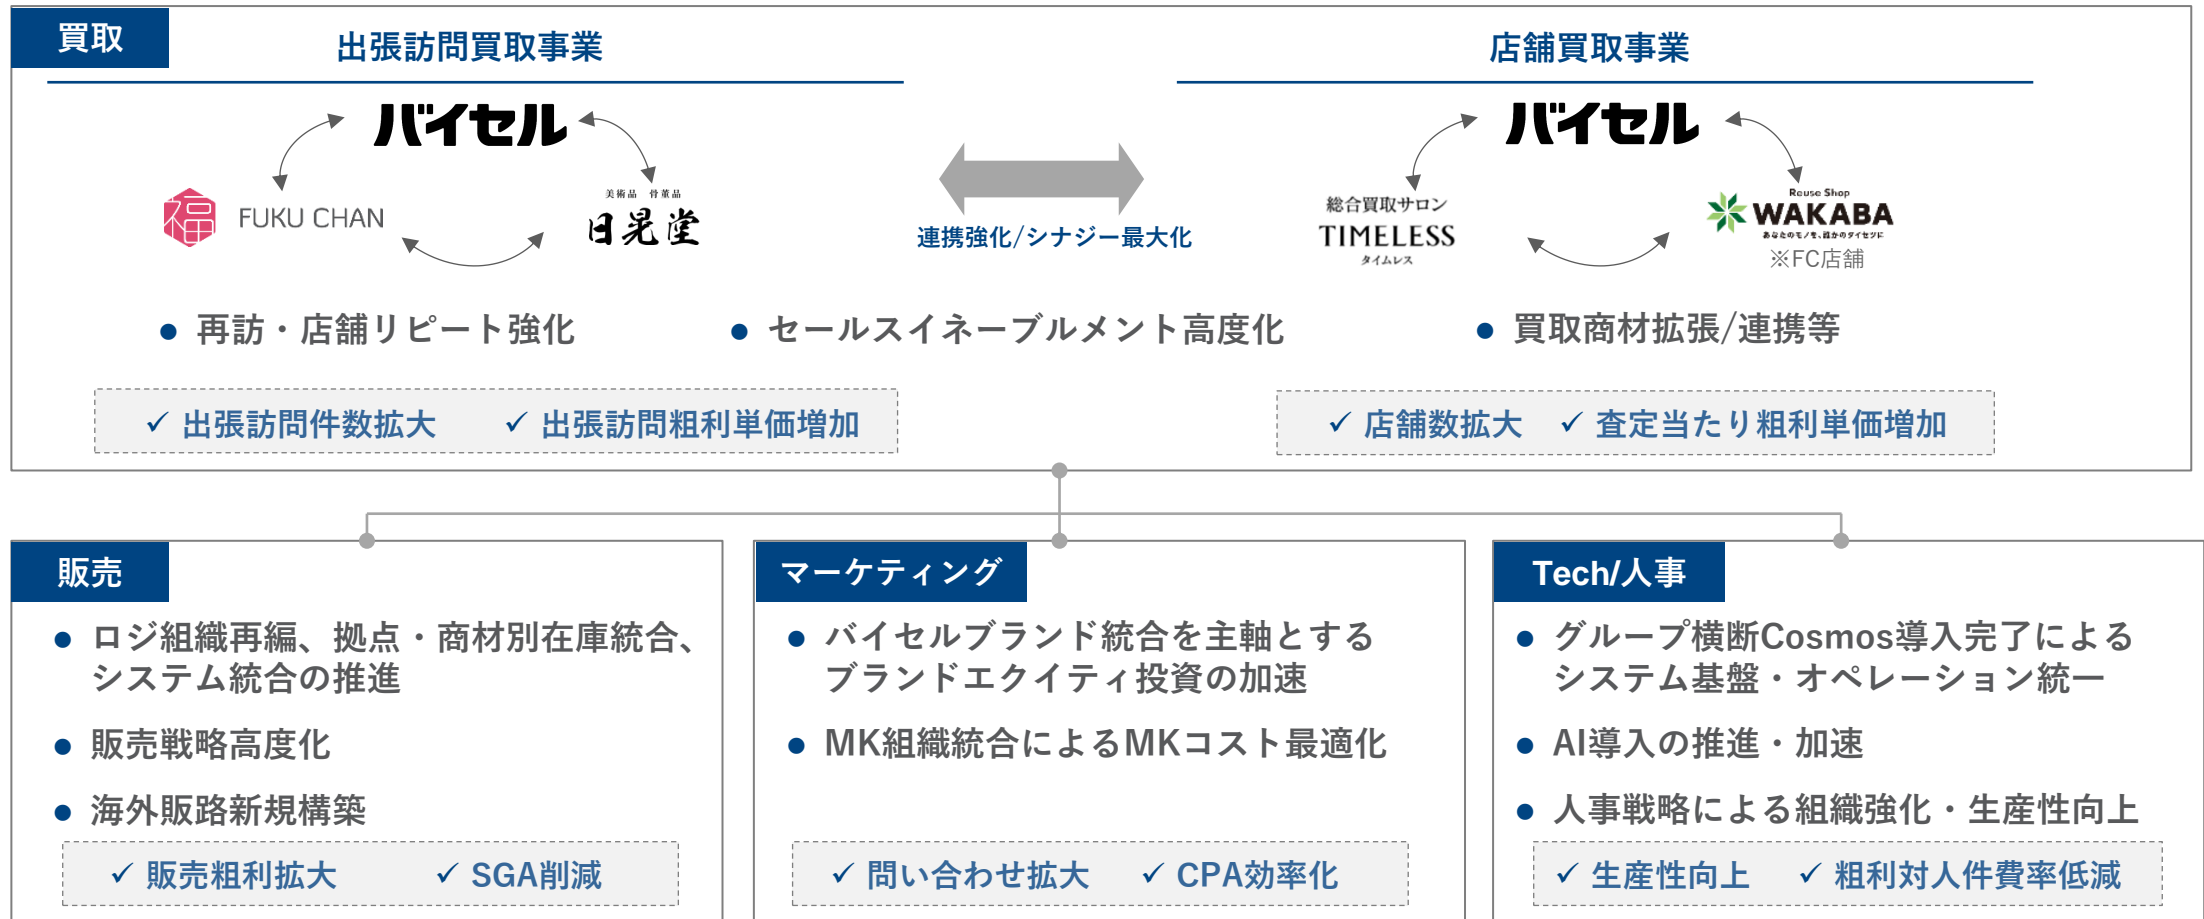 買取
出張訪問買取事業
バイセル
FUKU CHAN
福
美術品 骨董品
日晃堂
連携強化/シナジー最大化
店舗買取事業
バイセル
総合買取サロン
TIMELESS
タイムレス
Reuse Shop
WAKABA
あなたのモノを、誰かのタイセツに
※FC店舗
● 再訪・店舗リピート強化
● セールスイネーブルメント高度化
● 買取商材拡張/連携等
✓ 出張訪問件数拡大 ✓ 出張訪問粗利単価増加
✓ 店舗数拡大 ✓ 査定当たり粗利単価増加
販売
● ロジ組織再編、拠点・商材別在庫統合、
システム統合の推進
● 販売戦略高度化
● 海外販路新規構築
✓ 販売粗利拡大 ✓ SGA削減
マーケティング
● バイセルブランド統合を主軸とする
ブランドエクイティ投資の加速
● MK組織統合によるMKコスト最適化
✓ 問い合わせ拡大 ✓ CPA効率化
Tech/人事
● グループ横断Cosmos導入完了による
システム基盤・オペレーション統一
● AI導入の推進・加速
● 人事戦略による組織強化・生産性向上
✓ 生産性向上 ✓ 粗利対人件費率低減